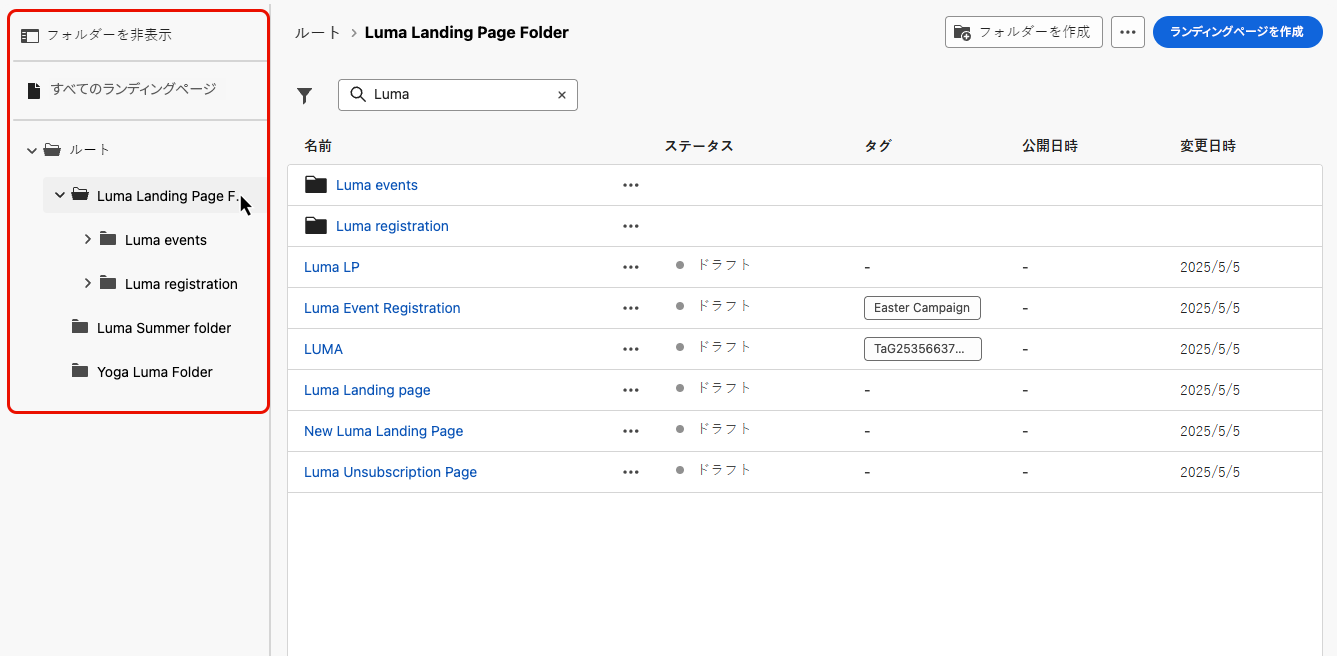 フォルダーを非表示
すべてのランディングページ
ルート
Luma Landing Page F...
Luma events
Luma registration
Luma Summer folder
Yoga Luma Folder
ルート > Luma Landing Page Folder
フォルダーを作成
ランディングページを作成
Luma
名前 ステータス タグ 公開日時 変更日時
Luma events
Luma registration
Luma LP ドラフト - - 2025/5/5
Luma Event Registration ドラフト Easter Campaign - 2025/5/5
LUMA ドラフト TaG25356637... - 2025/5/5
Luma Landing page ドラフト - - 2025/5/5
New Luma Landing Page ドラフト - - 2025/5/5
Luma Unsubscription Page ドラフト - - 2025/5/5